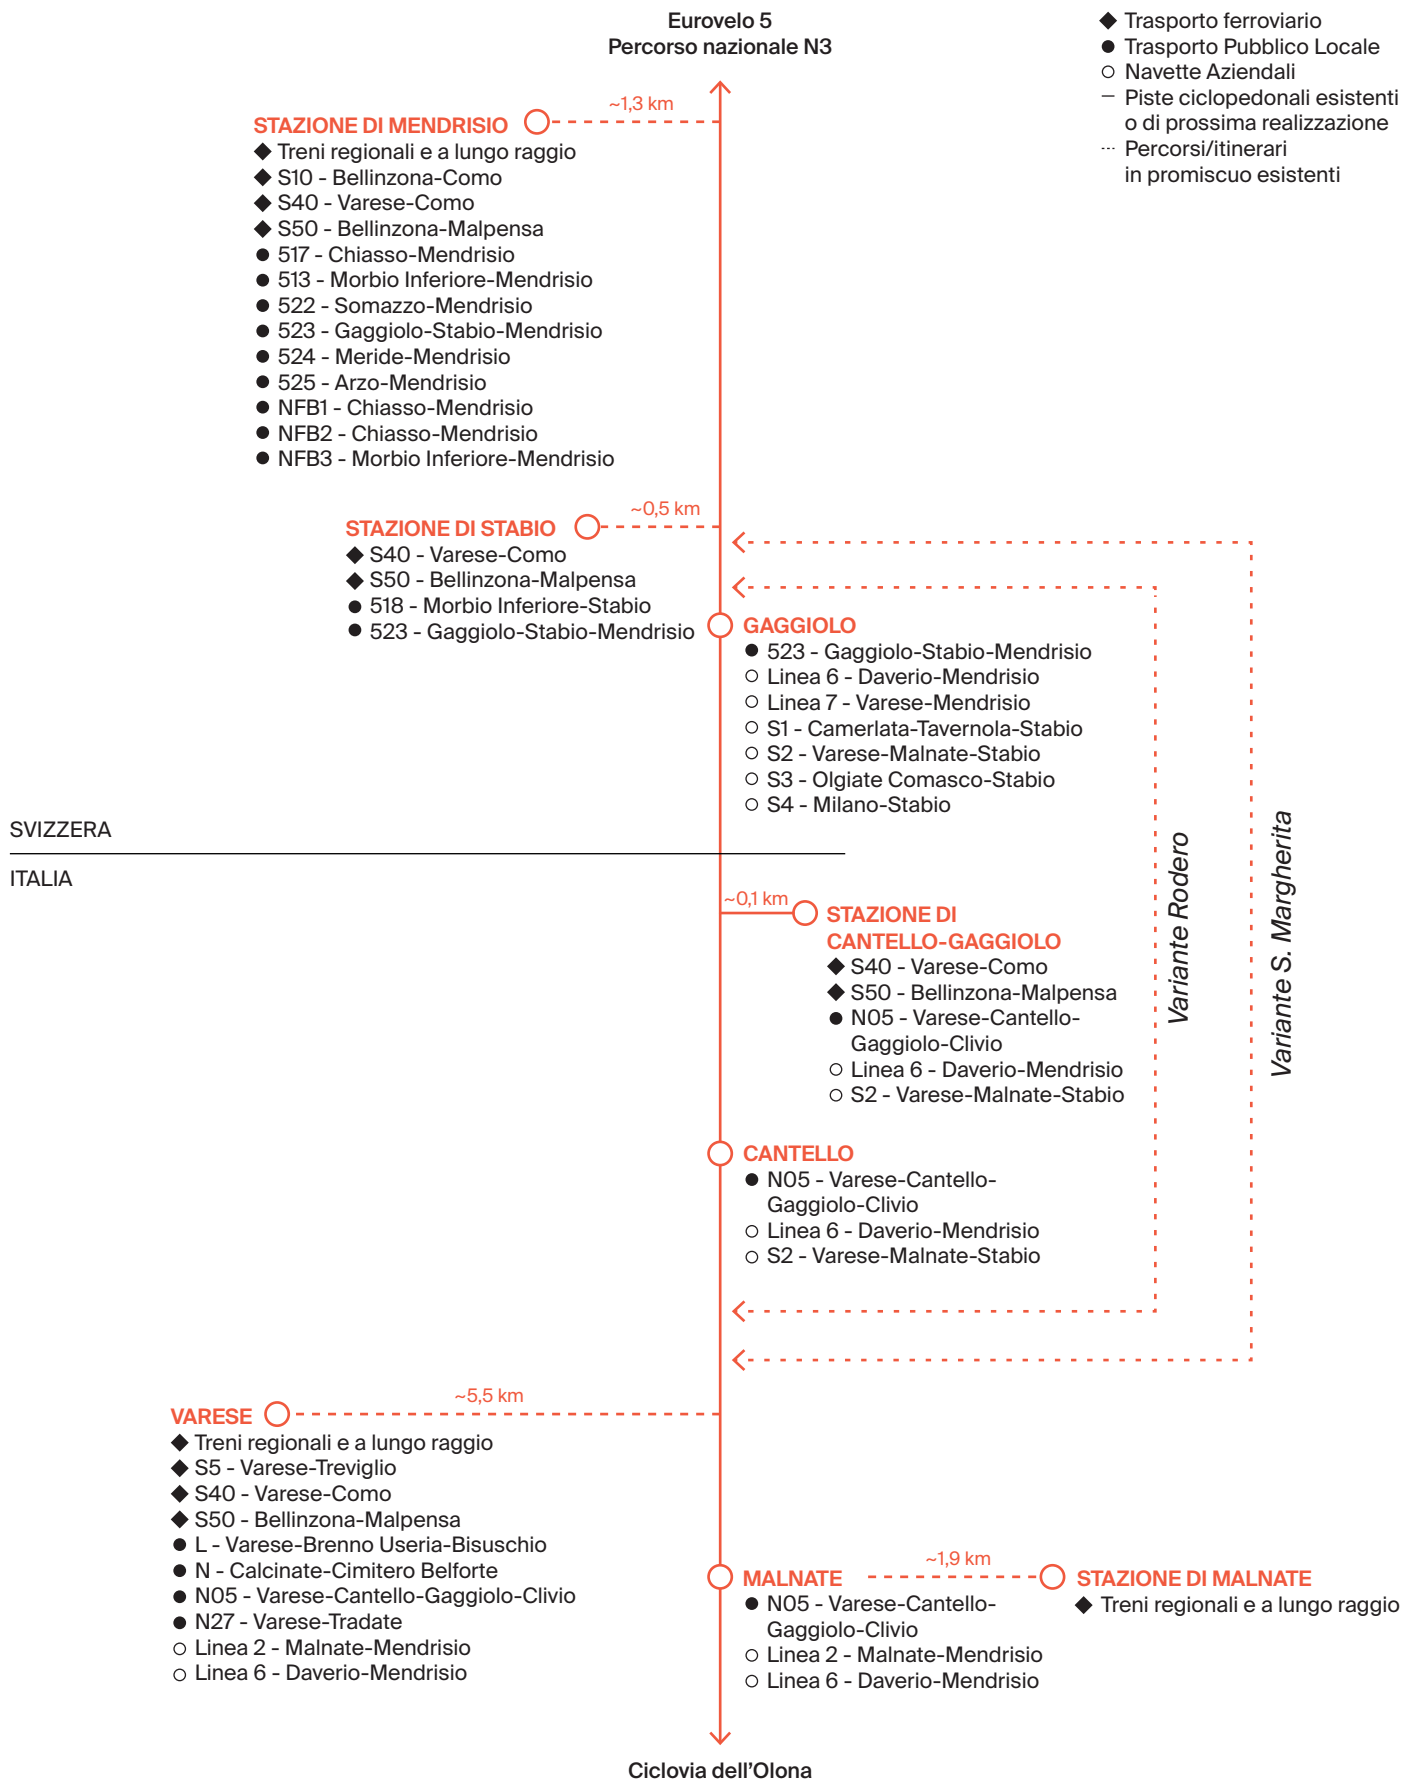 Eurovelo 5
Percorso nazionale N3
◆ Trasporto ferroviario
● Trasporto Pubblico Locale
○ Navette Aziendali
– Piste ciclopedonali esistenti
o di prossima realizzazione
··· Percorsi/itinerari
in promiscuo esistenti
~1,3 km
STAZIONE DI MENDRISIO
◆ Treni regionali e a lungo raggio
◆ S10 - Bellinzona-Como
◆ S40 - Varese-Como
◆ S50 - Bellinzona-Malpensa
● 517 - Chiasso-Mendrisio
● 513 - Morbio Inferiore-Mendrisio
● 522 - Somazzo-Mendrisio
● 523 - Gaggiolo-Stabio-Mendrisio
● 524 - Meride-Mendrisio
● 525 - Arzo-Mendrisio
● NFB1 - Chiasso-Mendrisio
● NFB2 - Chiasso-Mendrisio
● NFB3 - Morbio Inferiore-Mendrisio
~0,5 km
STAZIONE DI STABIO
◆ S40 - Varese-Como
◆ S50 - Bellinzona-Malpensa
● 518 - Morbio Inferiore-Stabio
● 523 - Gaggiolo-Stabio-Mendrisio
GAGGIOLO
● 523 - Gaggiolo-Stabio-Mendrisio
○ Linea 6 - Daverio-Mendrisio
○ Linea 7 - Varese-Mendrisio
○ S1 - Camerlata-Tavernola-Stabio
○ S2 - Varese-Malnate-Stabio
○ S3 - Olgiate Comasco-Stabio
○ S4 - Milano-Stabio
SVIZZERA
ITALIA
Variante Rodero
Variante S. Margherita
~0,1 km
STAZIONE DI
CANTELLO-GAGGIOLO
◆ S40 - Varese-Como
◆ S50 - Bellinzona-Malpensa
● N05 - Varese-Cantello-
Gaggiolo-Clivio
○ Linea 6 - Daverio-Mendrisio
○ S2 - Varese-Malnate-Stabio
CANTELLO
● N05 - Varese-Cantello-
Gaggiolo-Clivio
○ Linea 6 - Daverio-Mendrisio
○ S2 - Varese-Malnate-Stabio
~5,5 km
VARESE
◆ Treni regionali e a lungo raggio
◆ S5 - Varese-Treviglio
◆ S40 - Varese-Como
◆ S50 - Bellinzona-Malpensa
● L - Varese-Brenno Useria-Bisuschio
● N - Calcinate-Cimitero Belforte
● N05 - Varese-Cantello-Gaggiolo-Clivio
● N27 - Varese-Tradate
○ Linea 2 - Malnate-Mendrisio
○ Linea 6 - Daverio-Mendrisio
MALNATE
● N05 - Varese-Cantello-
Gaggiolo-Clivio
○ Linea 2 - Malnate-Mendrisio
○ Linea 6 - Daverio-Mendrisio
~1,9 km
STAZIONE DI MALNATE
◆ Treni regionali e a lungo raggio
Ciclovia dell'Olona